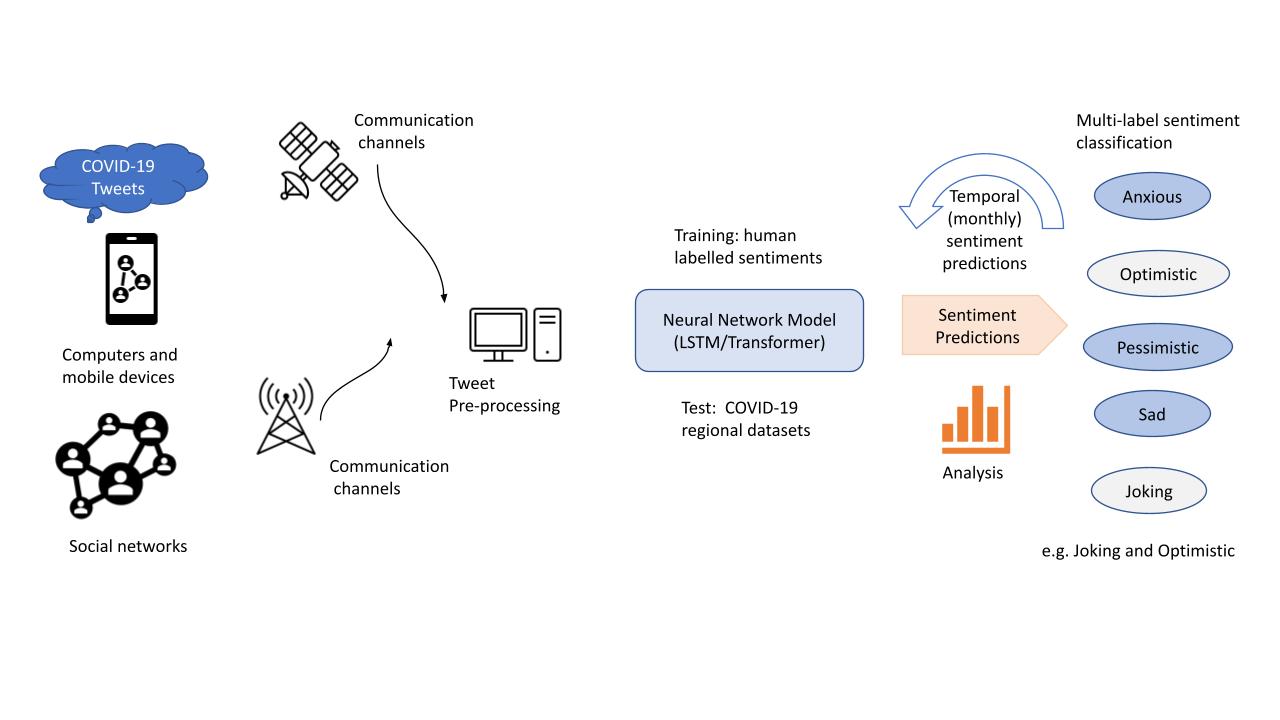 COVID-19
Tweets
Computers and
mobile devices
Social networks
Communication
channels
Communication
channels
Tweet
Pre-processing
Training: human
labelled sentiments
Neural Network Model
(LSTM/Transformer)
Test: COVID-19
regional datasets
Temporal
(monthly)
sentiment
predictions
Sentiment
Predictions
Analysis
Multi-label sentiment
classification
Anxious
Optimistic
Pessimistic
Sad
Joking
e.g. Joking and Optimistic